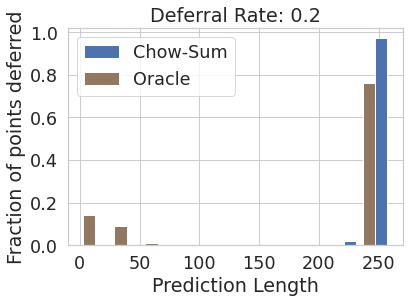 Deferral Rate: 0.2
Fraction of points deferred
1.0
0.8
0.6
0.4
0.2
0.0
Chow-Sum
Oracle
0 50 100 150 200 250
Prediction Length